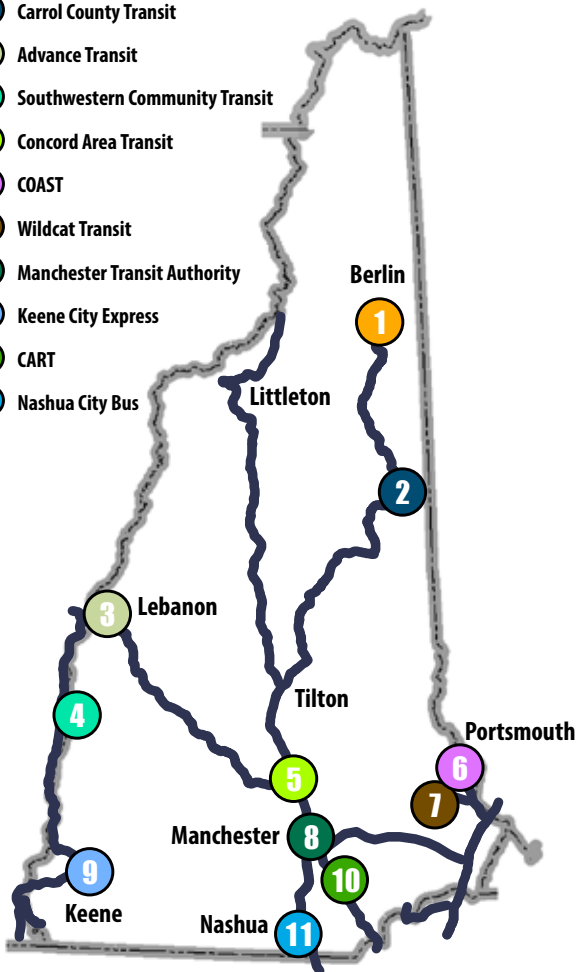 Carrol County Transit
Advance Transit
Southwestern Community Transit
Concord Area Transit
COAST
Wildcat Transit
Manchester Transit Authority
Keene City Express
CART
Nashua City Bus
Berlin
1
Littleton
2
3 Lebanon
4
Tilton
Portsmouth
5
6
7
Manchester 8
9
10
Keene
Nashua 11